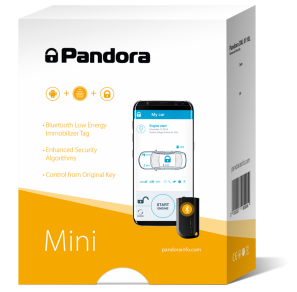 Pandora
• Bluetooth Low Energy
Immobilizer Tag
• Enhanced Security
Algorithms
• Control from Original Key
My car
START
ENGINE
Mini
pandorainfo.com